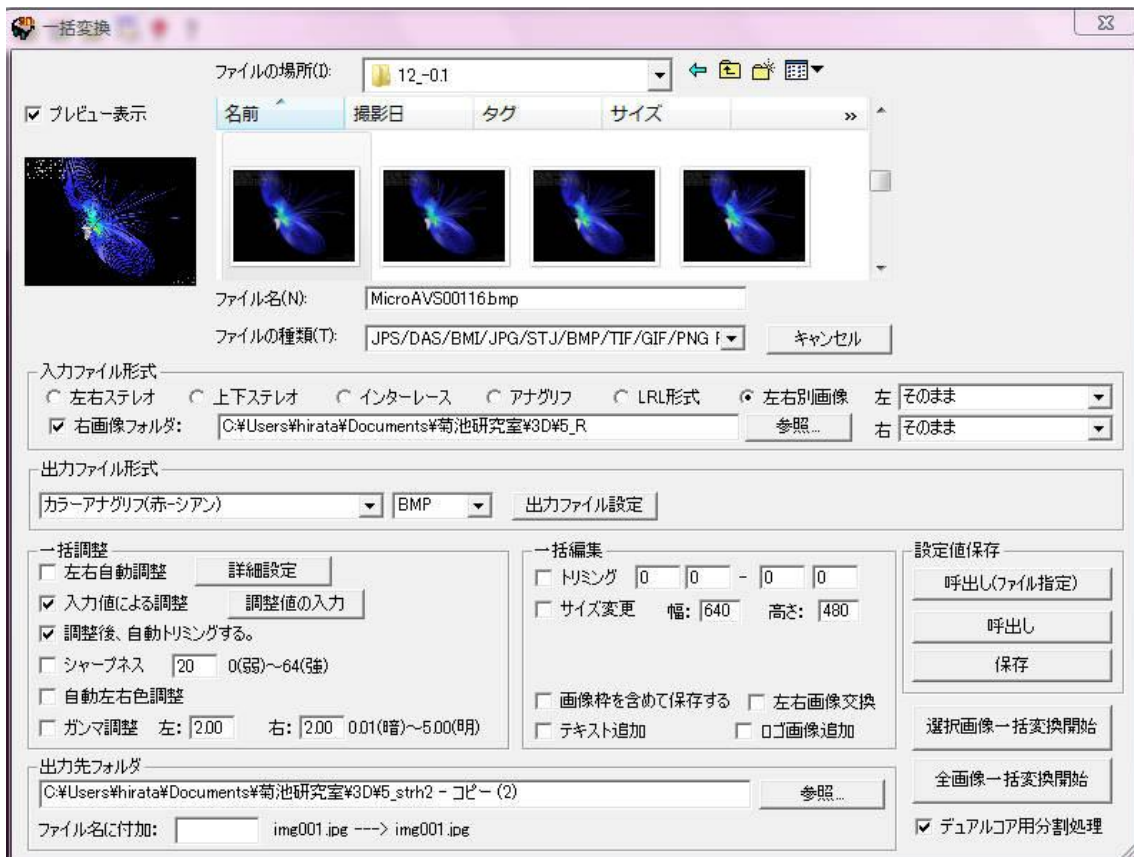 一括変換
ファイルの場所(I):
12_-0.1
プレビュー表示
名前 撮影日 タグ サイズ »
ファイル名(N): MicroAVS00116.bmp
ファイルの種類(T): JPS/DAS/BMI/JPG/STJ/BMP/TIF/GIF/PNG キャンセル
入力ファイル形式
左右ステレオ 上下ステレオ インターレース アナグリフ LRL形式 左右別画像 左 そのまま
右画像フォルダ: C:¥Users¥hirata¥Documents¥菊池研究室¥3D¥5_R 参照... 右 そのまま
出力ファイル形式
カラーアナグリフ(赤ーシアン) BMP 出力ファイル設定
一括調整
左右自動調整 詳細設定
入力値による調整 調整値の入力
調整後、自動トリミングする。
シャープネス 20 0(弱)~64(強)
自動左右色調整
ガンマ調整 左: 2.00 右: 2.00 0.01(暗)~5.00(明)
一括編集
トリミング 0 0 - 0 0
サイズ変更 幅: 640 高さ: 480
画像枠を含めて保存する 左右画像交換
テキスト追加 ロゴ画像追加
設定値保存
呼出し(ファイル指定)
呼出し
保存
選択画像一括変換開始
全画像一括変換開始
出力先フォルダ
C:¥Users¥hirata¥Documents¥菊池研究室¥3D¥5_strh2 - コピー (2) 参照...
ファイル名に付加: img001.jpg ---> img001.jpg
デュアルコア用分割処理